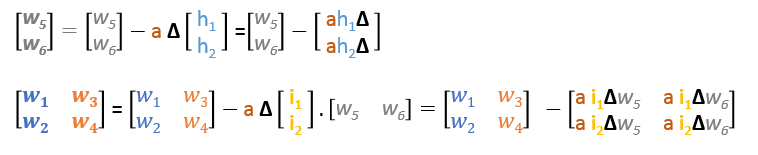 [w₅ w₆] = [w₅ w₆] − a Δ [h₁ h₂] = [w₅ w₆] − [ah₁Δ ah₂Δ]
[w₁ w₃ w₂ w₄] = [w₁ w₃ w₂ w₄] − a Δ [i₁ i₂] . [w₅ w₆] = [w₁ w₃ w₂ w₄] − [a i₁Δw₅ a i₁Δw₆ a i₂Δw₅ a i₂Δw₆]